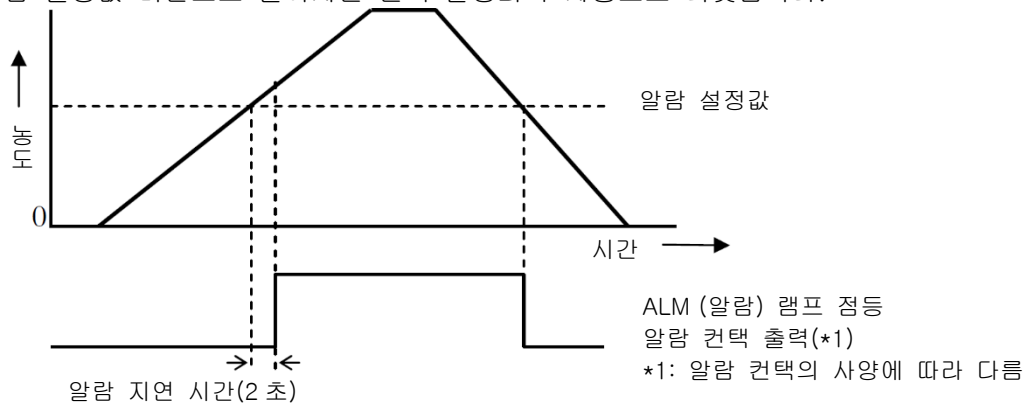 알람 설정값
농도
0
시간
ALM (알람) 램프 점등
알람 컨택 출력(*1)
*1: 알람 컨택의 사양에 따라 다름
알람 지연 시간(2 초)